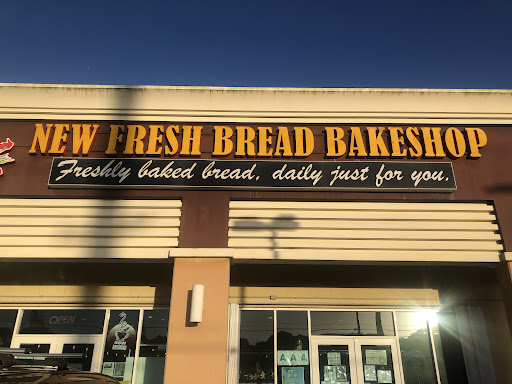 NEW FRESH BREAD BAKESHOP
Freshly baked bread, daily just for you.
OPEN
A A A